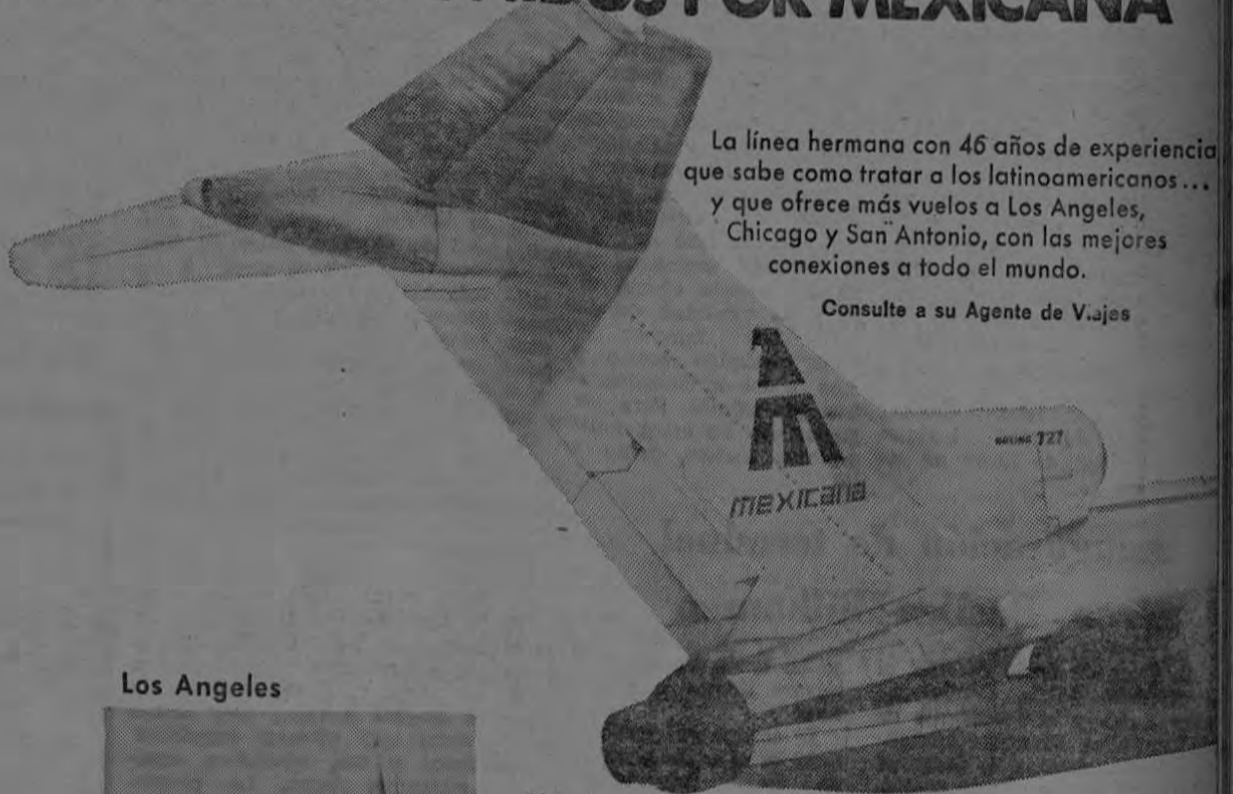 POR MEXICANA
La línea hermana con 46 años de experiencia
que sabe como tratar a los latinoamericanos...
y que ofrece más vuelos a Los Angeles,
Chicago y San Antonio, con las mejores
conexiones a todo el mundo.
Consulte a su Agente de Viajes
BOEING 727
mexicana
Los Angeles